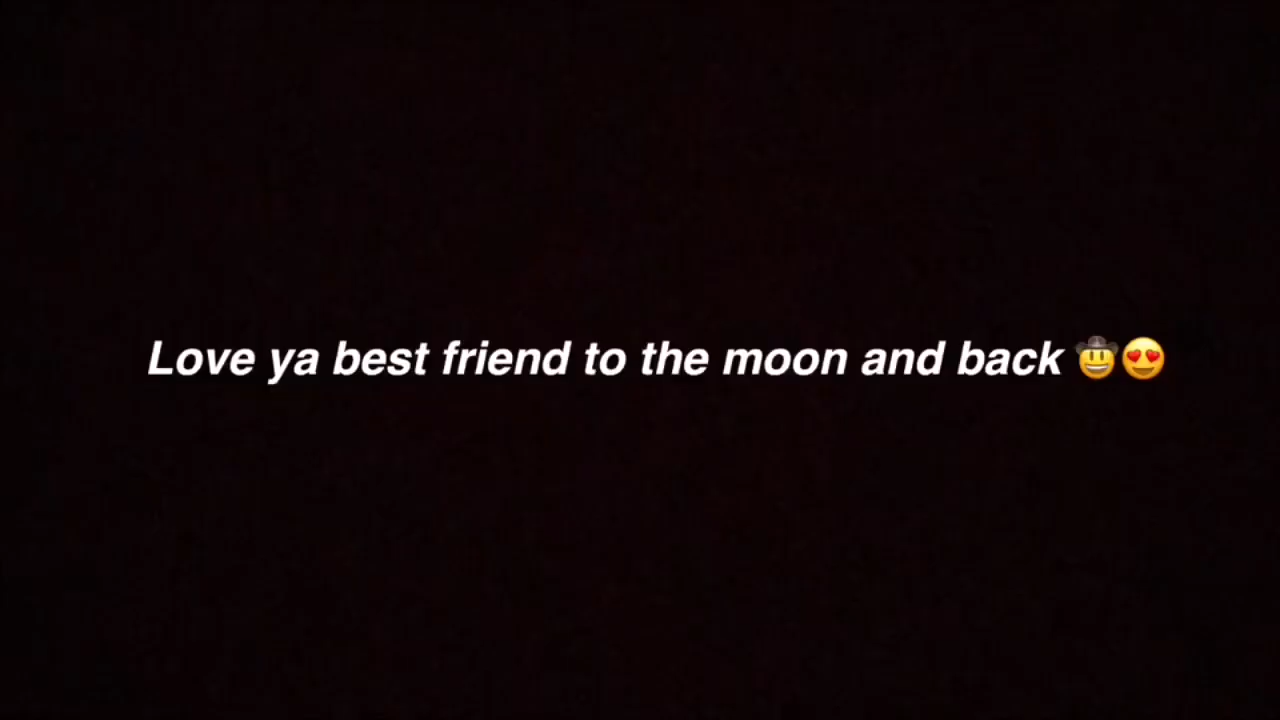 Love ya best friend to the moon and back 🤠😍